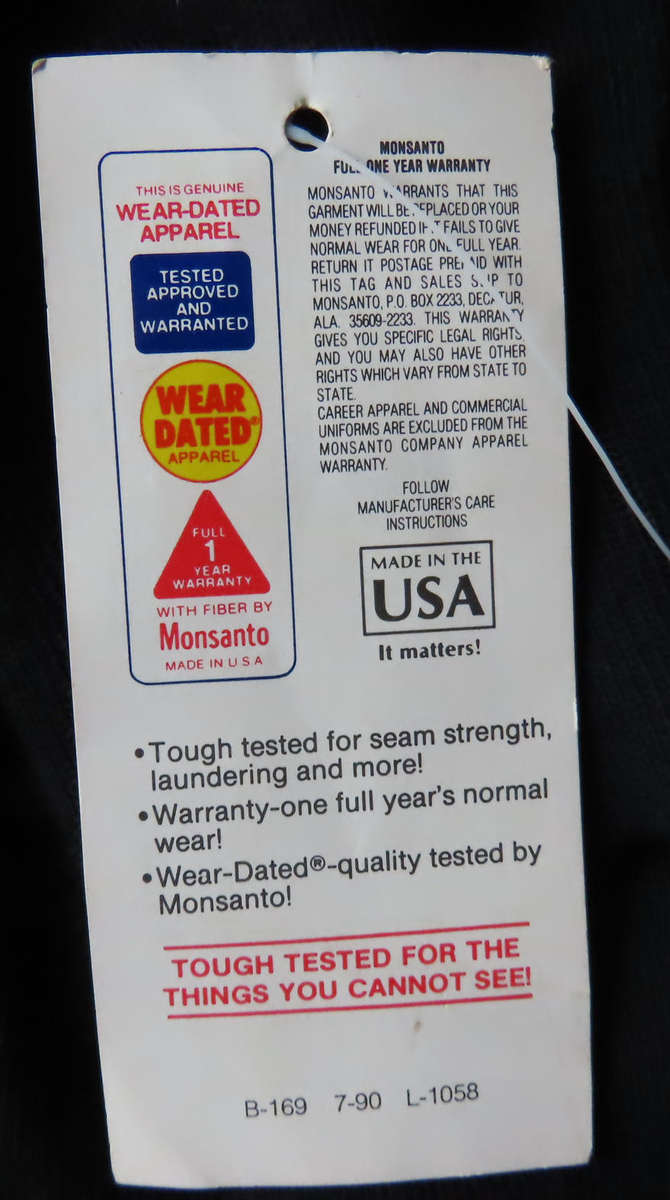 THIS IS GENUINE
WEAR-DATED
APPAREL
TESTED
APPROVED
AND
WARRANTED
WEAR
DATED®
APPAREL
FULL
1
YEAR
WARRANTY
WITH FIBER BY
Monsanto
MADE IN U S A
MONSANTO
FULL ONE YEAR WARRANTY
MONSANTO WARRANTS THAT THIS
GARMENT WILL BE REPLACED OR YOUR
MONEY REFUNDED IF IT FAILS TO GIVE
NORMAL WEAR FOR ONE FULL YEAR.
RETURN IT POSTAGE PREPAID WITH
THIS TAG AND SALES SLIP TO
MONSANTO, P.O. BOX 2233, DECATUR,
ALA. 35609-2233. THIS WARRANTY
GIVES YOU SPECIFIC LEGAL RIGHTS
AND YOU MAY ALSO HAVE OTHER
RIGHTS WHICH VARY FROM STATE TO
STATE.
CAREER APPAREL AND COMMERCIAL
UNIFORMS ARE EXCLUDED FROM THE
MONSANTO COMPANY APPAREL
WARRANTY.
FOLLOW
MANUFACTURER'S CARE
INSTRUCTIONS
MADE IN THE
USA
It matters!
•Tough tested for seam strength,
laundering and more!
•Warranty-one full year's normal
wear!
•Wear-Dated®-quality tested by
Monsanto!
TOUGH TESTED FOR THE
THINGS YOU CANNOT SEE!
B-169 7-90 L-1058